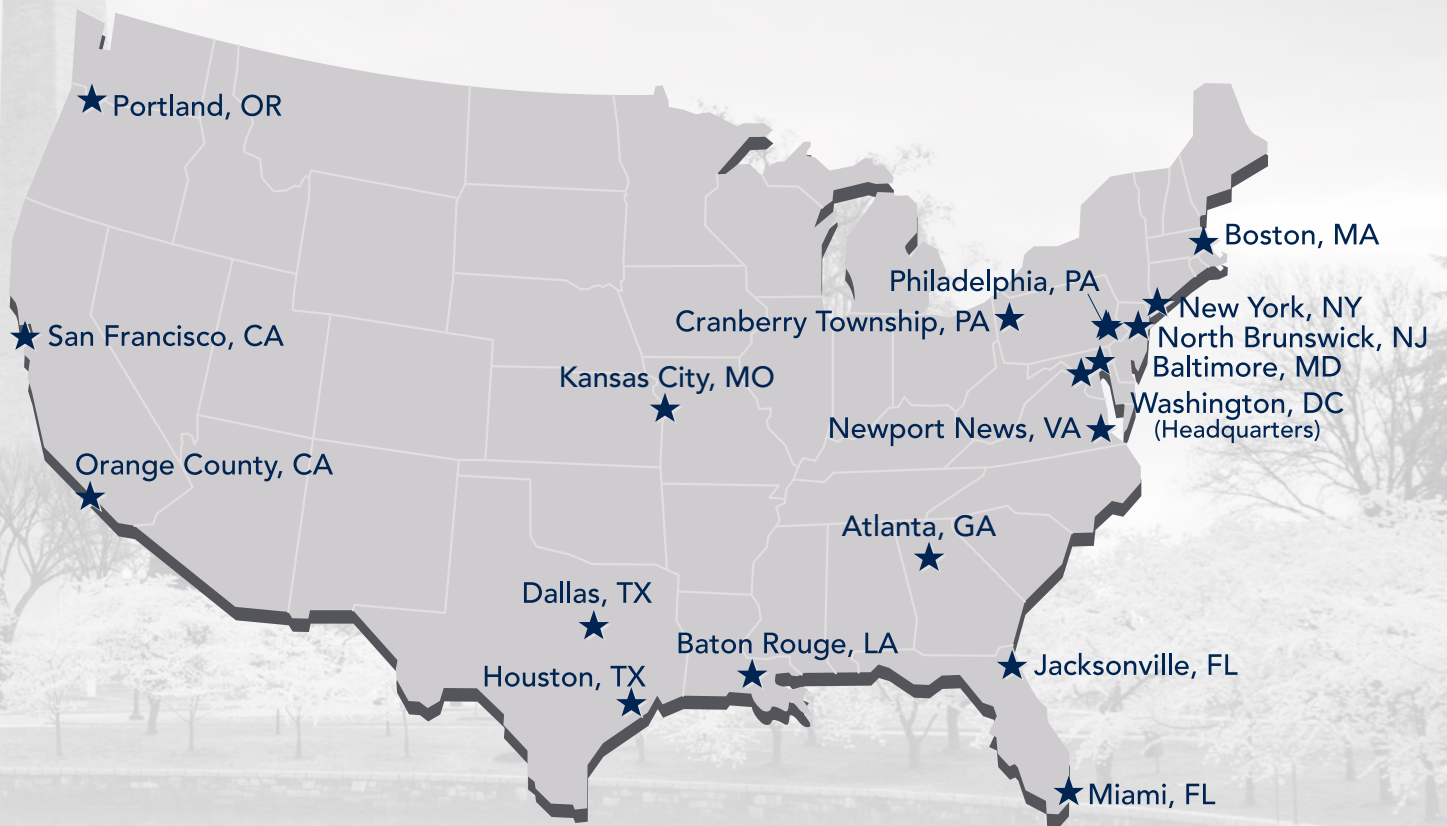 Portland, OR
Boston, MA
Philadelphia, PA
New York, NY
Cranberry Township, PA
North Brunswick, NJ
San Francisco, CA
Baltimore, MD
Kansas City, MO
Washington, DC
(Headquarters)
Newport News, VA
Orange County, CA
Atlanta, GA
Dallas, TX
Baton Rouge, LA
Jacksonville, FL
Houston, TX
Miami, FL